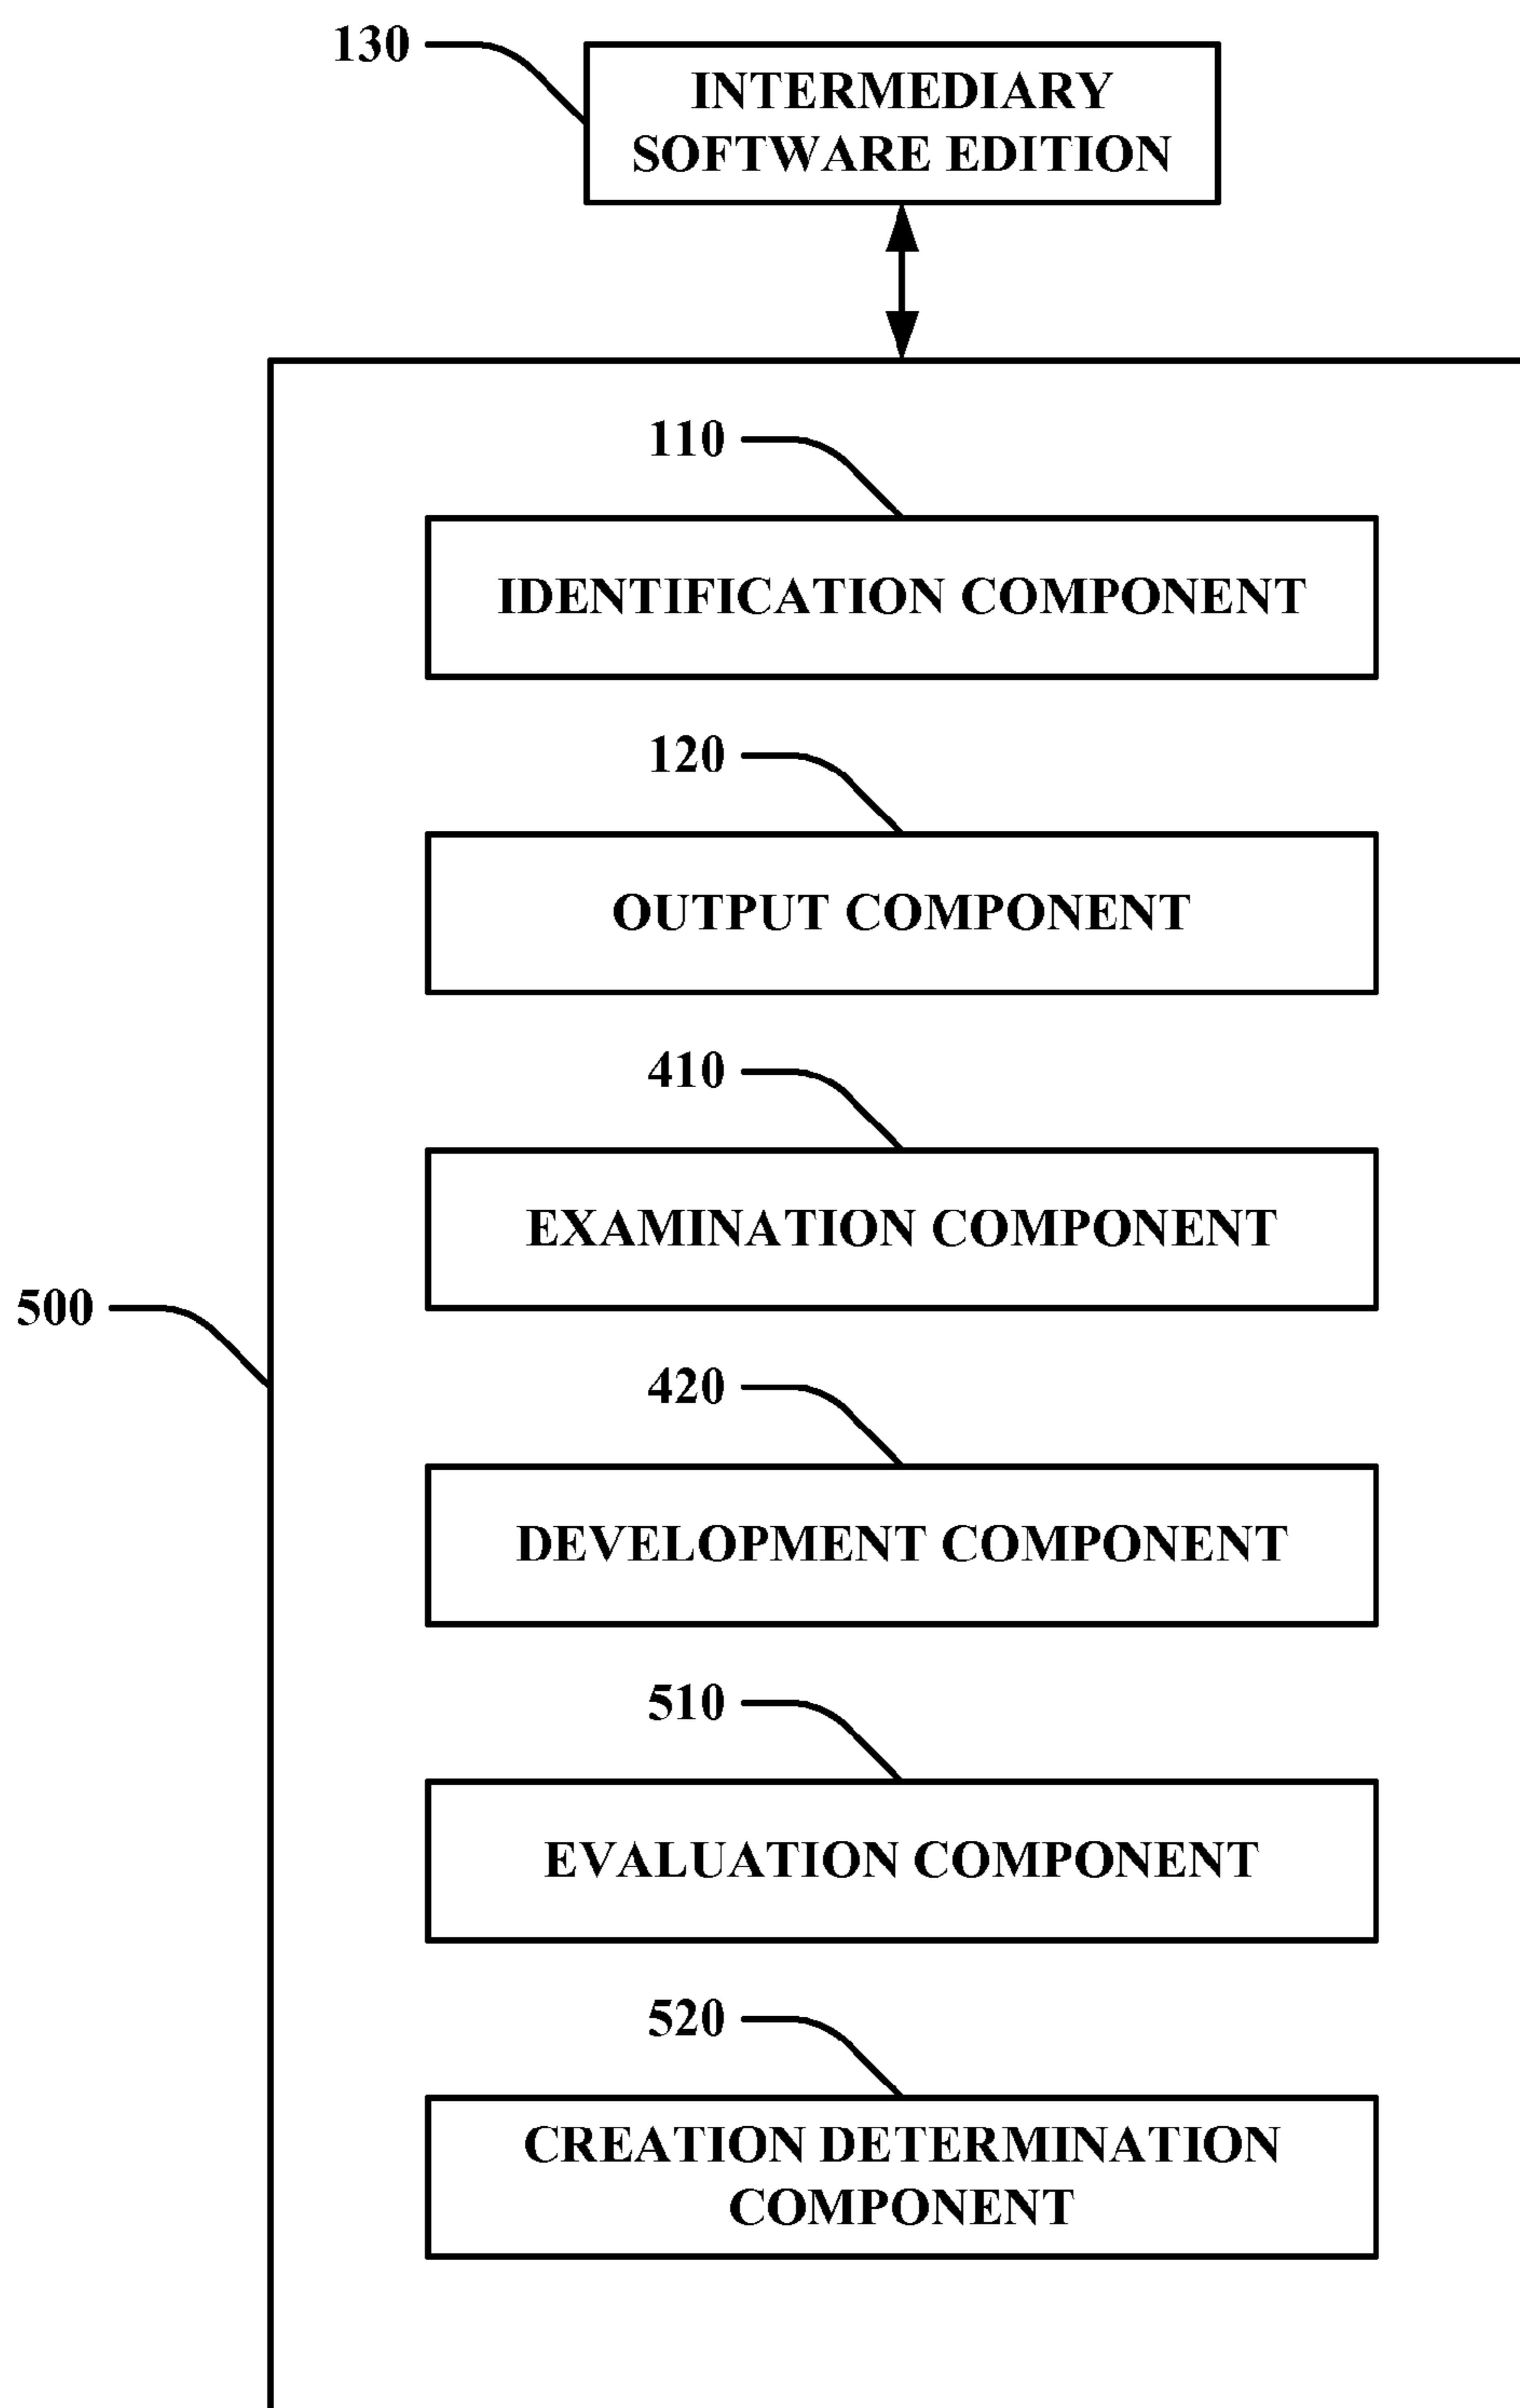 130
INTERMEDIARY
SOFTWARE EDITION
110
IDENTIFICATION COMPONENT
120
OUTPUT COMPONENT
410
EXAMINATION COMPONENT
500
420
DEVELOPMENT COMPONENT
510
EVALUATION COMPONENT
520
CREATION DETERMINATION
COMPONENT